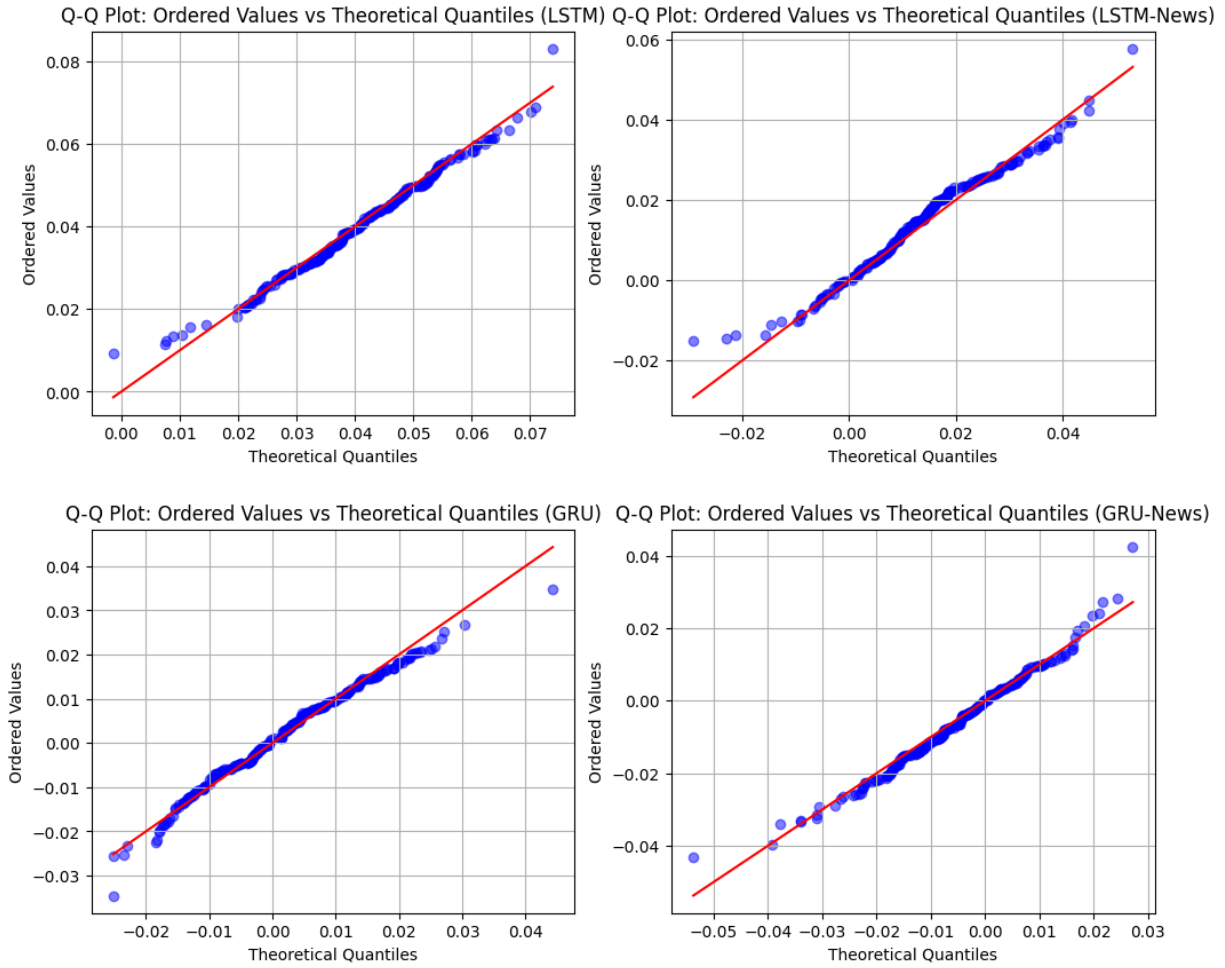 Q-Q Plot: Ordered Values vs Theoretical Quantiles (LSTM)
Ordered Values
0.08
0.06
0.04
0.02
0.00
0.00 0.01 0.02 0.03 0.04 0.05 0.06 0.07
Theoretical Quantiles
Q-Q Plot: Ordered Values vs Theoretical Quantiles (LSTM-News)
Ordered Values
0.06
0.04
0.02
0.00
−0.02
−0.02 0.00 0.02 0.04
Theoretical Quantiles
Q-Q Plot: Ordered Values vs Theoretical Quantiles (GRU)
Ordered Values
0.04
0.03
0.02
0.01
0.00
−0.01
−0.02
−0.03
−0.02 −0.01 0.00 0.01 0.02 0.03 0.04
Theoretical Quantiles
Q-Q Plot: Ordered Values vs Theoretical Quantiles (GRU-News)
Ordered Values
0.04
0.02
0.00
−0.02
−0.04
−0.05 −0.04 −0.03 −0.02 −0.01 0.00 0.01 0.02 0.03
Theoretical Quantiles